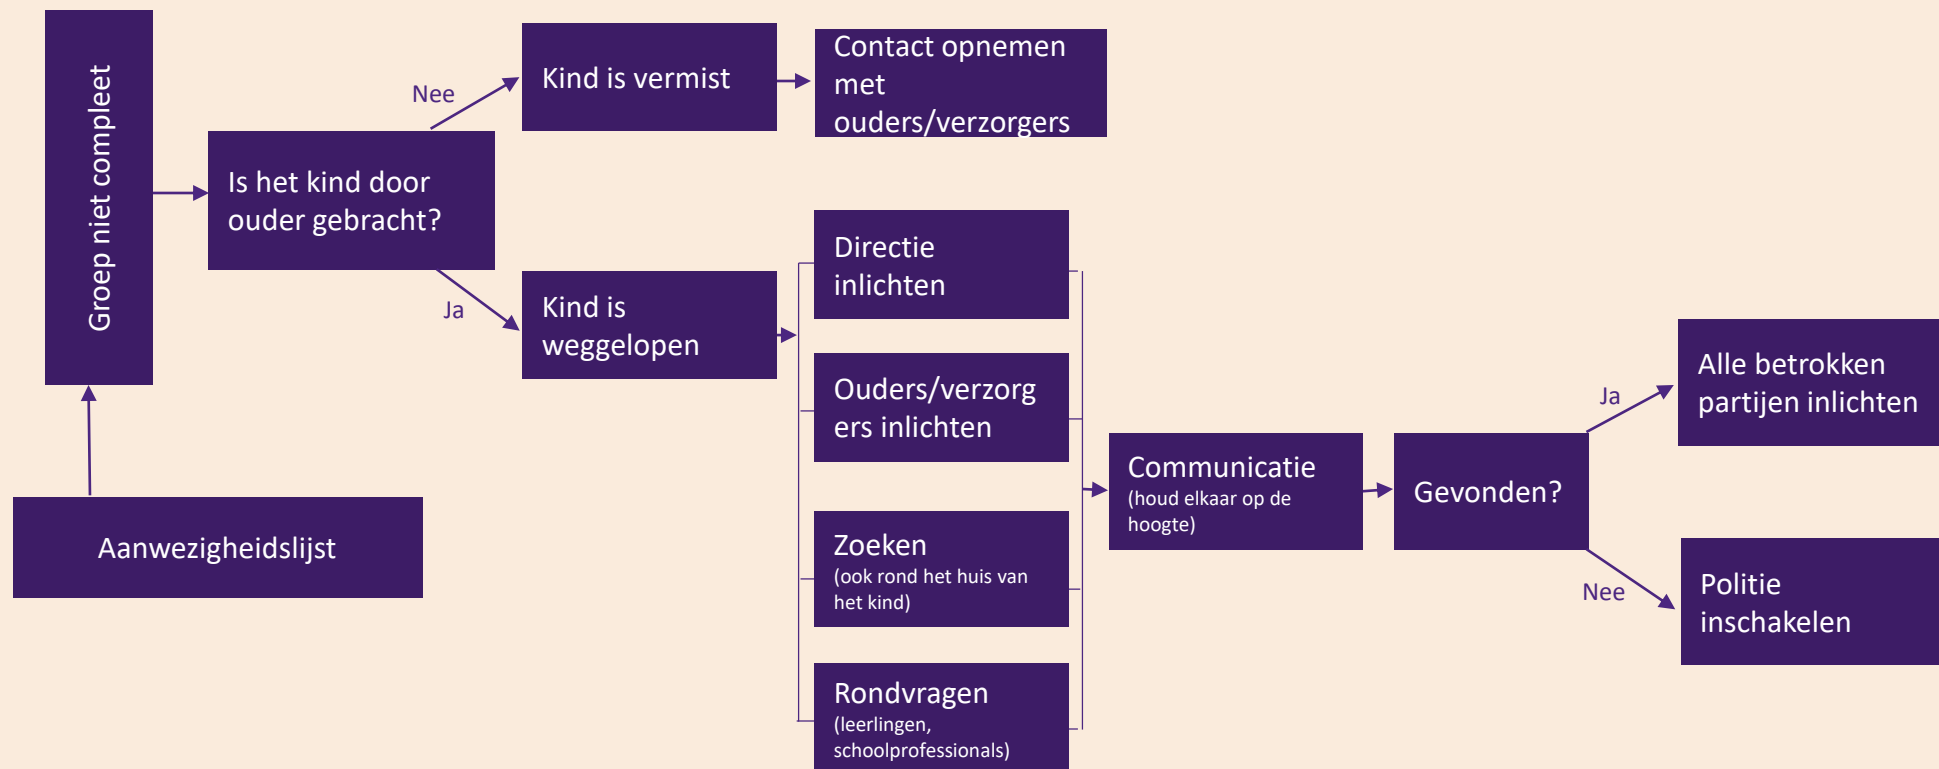 Groep niet compleet
Aanwezigheidslijst
Is het kind door
ouder gebracht?
Nee
Kind is vermist
Contact opnemen
met
ouders/verzorgers
Ja
Kind is
weggelopen
Directie
inlichten
Ouders/verzorg
ers inlichten
Zoeken
(ook rond het huis van
het kind)
Rondvragen
(leerlingen,
schoolprofessionals)
Communicatie
(houd elkaar op de
hoogte)
Gevonden?
Ja
Alle betrokken
partijen inlichten
Nee
Politie
inschakelen